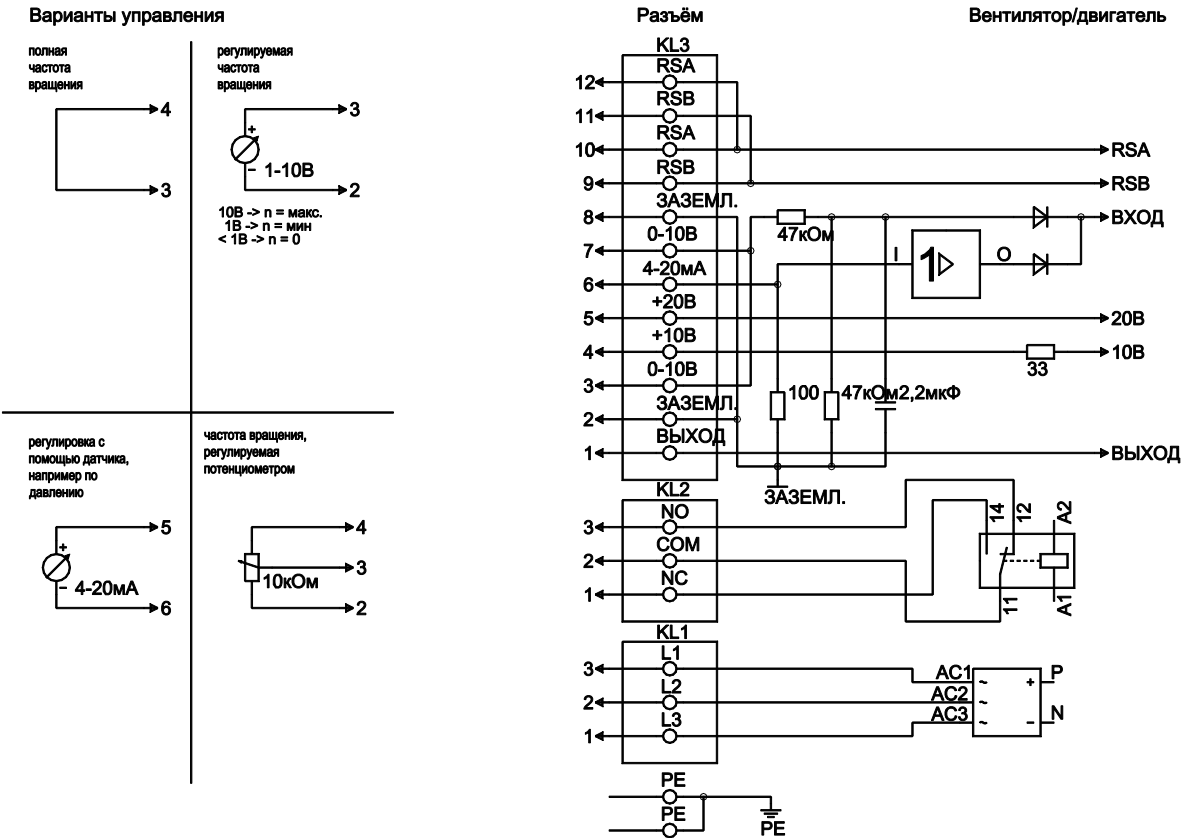 Варианты управления
Разъём
Вентилятор/двигатель
полная
частота
вращения
4
3
регулируемая
частота
вращения
3
+
1-10В
−
2
10В -> n = макс.
1В -> n = мин
< 1В -> n = 0
регулировка с
помощью датчика,
например по
давлению
5
+
4-20мА
−
6
частота вращения,
регулируемая
потенциометром
4
3
10кОм
2
KL3
RSA
12
RSB
11
RSA
10
RSA
RSB
9
RSB
ЗАЗЕМЛ.
8
47кОм
ВХОД
0-10В
7
I
1
O
4-20мА
6
+20В
5
20В
+10В
4
33
10В
0-10В
3
100
47кОм
2,2мкФ
ЗАЗЕМЛ.
2
ВЫХОД
1
ВЫХОД
ЗАЗЕМЛ.
KL2
NO
3
14
12
A2
COM
2
NC
1
11
A1
KL1
L1
3
AC1
~
+
P
L2
2
AC2
~
L3
1
AC3
~
−
N
PE
PE
PE